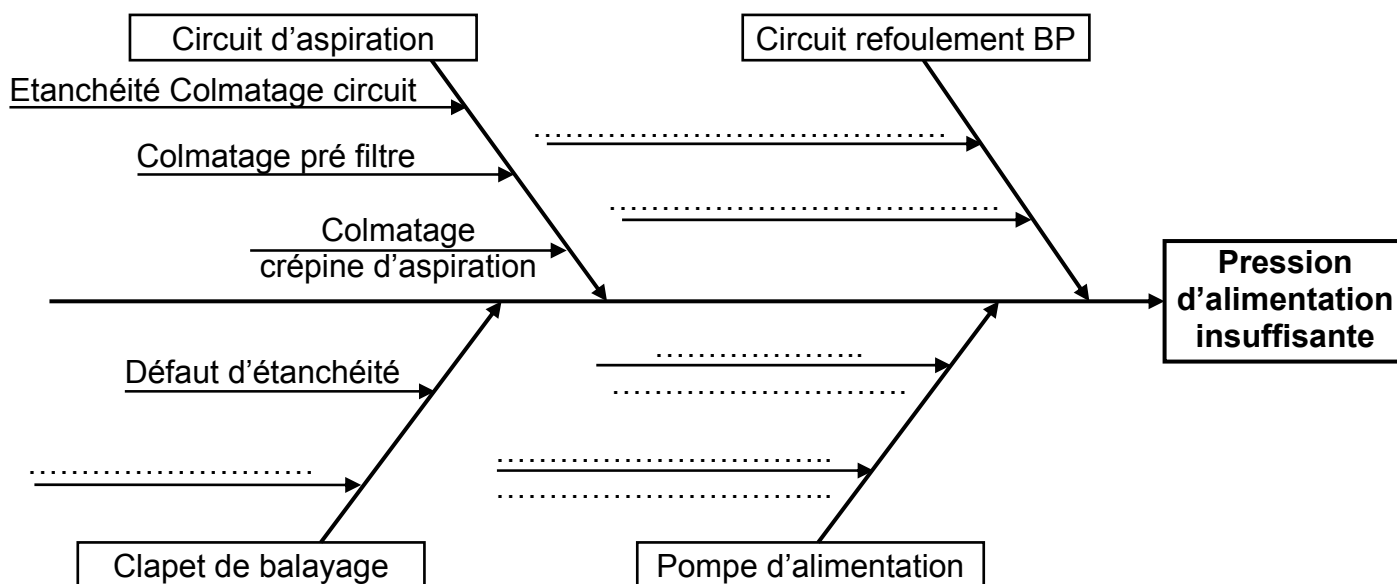 Circuit d’aspiration
Circuit refoulement BP
Etanchéité Colmatage circuit
Colmatage pré filtre
Colmatage
crépine d’aspiration
Pression
d’alimentation
insuffisante
Défaut d’étanchéité
Clapet de balayage
Pompe d’alimentation